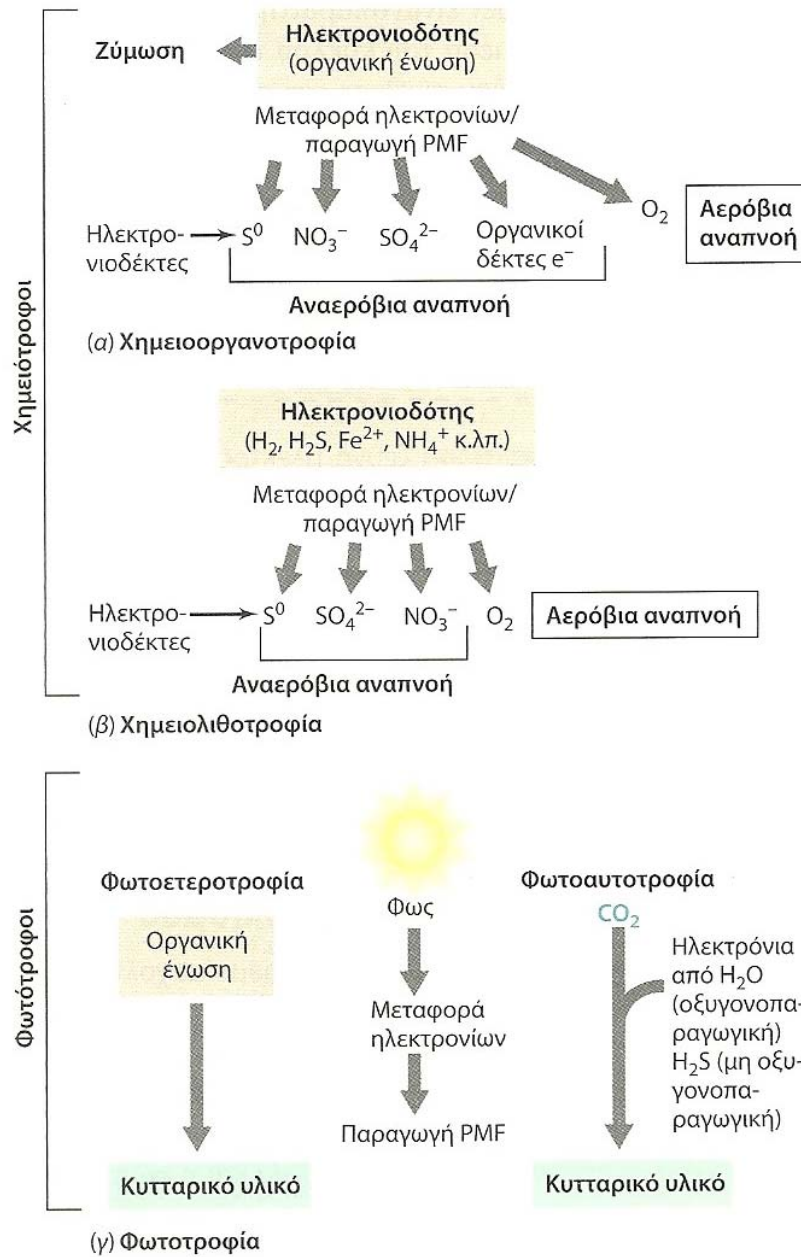 Χημειότροφοι
Ζύμωση
Ηλεκτρονιοδότης
(οργανική ένωση)
Μεταφορά ηλεκτρονίων/
παραγωγή PMF
Ηλεκτρο-
νιοδέκτες
S⁰ NO₃⁻ SO₄²⁻ Οργανικοί
δέκτες e⁻
O₂
Αερόβια
αναπνοή
Αναερόβια αναπνοή
(α) Χημειοοργανοτροφία
Ηλεκτρονιοδότης
(H₂, H₂S, Fe²⁺, NH₄⁺ κ.λπ.)
Μεταφορά ηλεκτρονίων/
παραγωγή PMF
Ηλεκτρο-
νιοδέκτες
S⁰ SO₄²⁻ NO₃⁻ O₂
Αερόβια αναπνοή
Αναερόβια αναπνοή
(β) Χημειολιθοτροφία
Φωτότροφοι
Φωτοετεροτροφία
Οργανική
ένωση
Κυτταρικό υλικό
Φως
Μεταφορά
ηλεκτρονίων
Παραγωγή PMF
Φωτοαυτοτροφία
CO₂
Ηλεκτρόνια
από H₂O
(οξυγονοπα-
ραγωγική)
H₂S (μη οξυ-
γονοπα-
ραγωγική)
Κυτταρικό υλικό
(γ) Φωτοτροφία